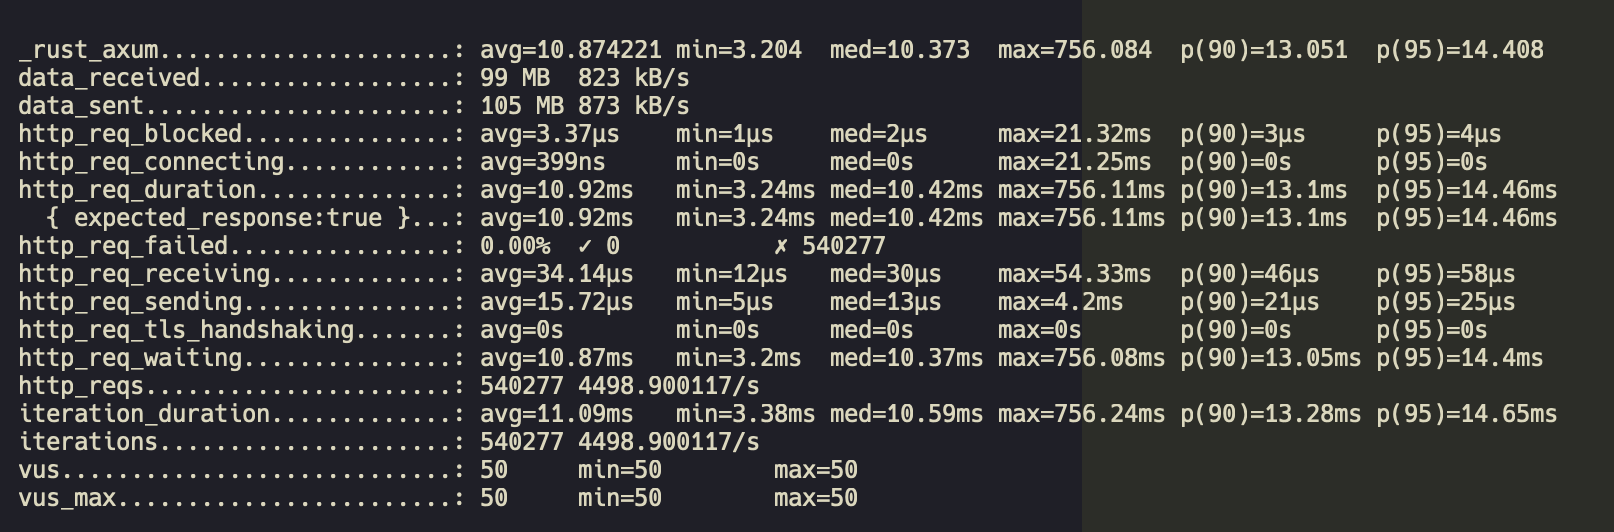 _rust_axum.....................: avg=10.874221 min=3.204  med=10.373  max=756.084  p(90)=13.051  p(95)=14.408
data_received..................: 99 MB  823 kB/s
data_sent......................: 105 MB 873 kB/s
http_req_blocked...............: avg=3.37µs    min=1µs    med=2µs     max=21.32ms  p(90)=3µs     p(95)=4µs
http_req_connecting............: avg=399ns     min=0s     med=0s      max=21.25ms  p(90)=0s      p(95)=0s
http_req_duration..............: avg=10.92ms   min=3.24ms med=10.42ms max=756.11ms p(90)=13.1ms  p(95)=14.46ms
  { expected_response:true }...: avg=10.92ms   min=3.24ms med=10.42ms max=756.11ms p(90)=13.1ms  p(95)=14.46ms
http_req_failed................: 0.00%  ✓ 0           ✗ 540277
http_req_receiving.............: avg=34.14µs   min=12µs   med=30µs    max=54.33ms  p(90)=46µs    p(95)=58µs
http_req_sending...............: avg=15.72µs   min=5µs    med=13µs    max=4.2ms    p(90)=21µs    p(95)=25µs
http_req_tls_handshaking.......: avg=0s        min=0s     med=0s      max=0s       p(90)=0s      p(95)=0s
http_req_waiting...............: avg=10.87ms   min=3.2ms  med=10.37ms max=756.08ms p(90)=13.05ms p(95)=14.4ms
http_reqs......................: 540277 4498.900117/s
iteration_duration.............: avg=11.09ms   min=3.38ms med=10.59ms max=756.24ms p(90)=13.28ms p(95)=14.65ms
iterations.....................: 540277 4498.900117/s
vus............................: 50     min=50        max=50
vus_max........................: 50     min=50        max=50